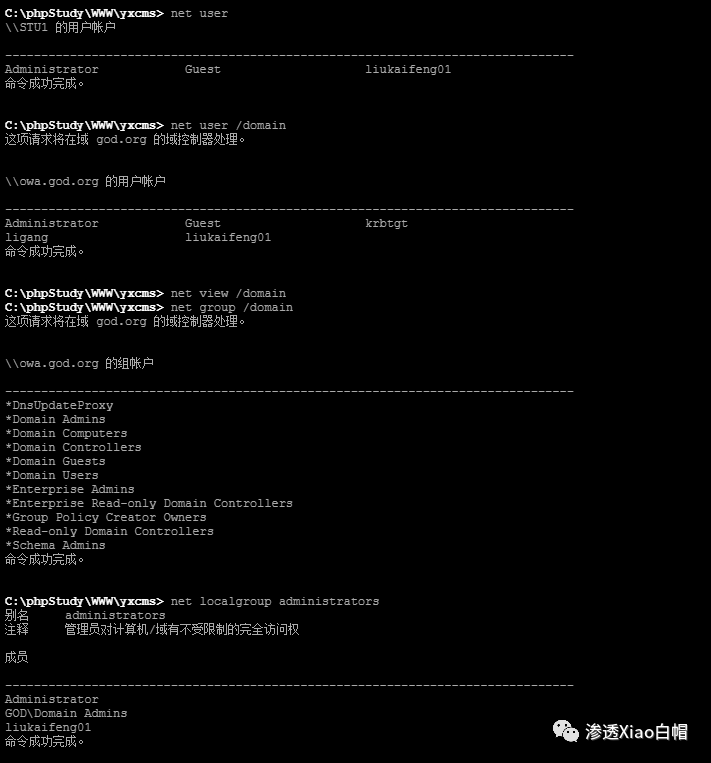 C:\phpStudy\WWW\yxcms> net user
\\STU1 的用户帐户
-------------------------------------------------------------------------------
Administrator            Guest                    liukaifeng01
命令成功完成。
C:\phpStudy\WWW\yxcms> net user /domain
这项请求将在域 god.org 的域控制器处理。
\\owa.god.org 的用户帐户
-------------------------------------------------------------------------------
Administrator            Guest                    krbtgt
ligang                   liukaifeng01
命令成功完成。
C:\phpStudy\WWW\yxcms> net view /domain
C:\phpStudy\WWW\yxcms> net group /domain
这项请求将在域 god.org 的域控制器处理。
\\owa.god.org 的组帐户
-------------------------------------------------------------------------------
*DnsUpdateProxy
*Domain Admins
*Domain Computers
*Domain Controllers
*Domain Guests
*Domain Users
*Enterprise Admins
*Enterprise Read-only Domain Controllers
*Group Policy Creator Owners
*Read-only Domain Controllers
*Schema Admins
命令成功完成。
C:\phpStudy\WWW\yxcms> net localgroup administrators
别名     administrators
注释     管理员对计算机/域有不受限制的完全访问权
成员
-------------------------------------------------------------------------------
Administrator
GOD\Domain Admins
liukaifeng01
命令成功完成。
渗透Xiao白帽